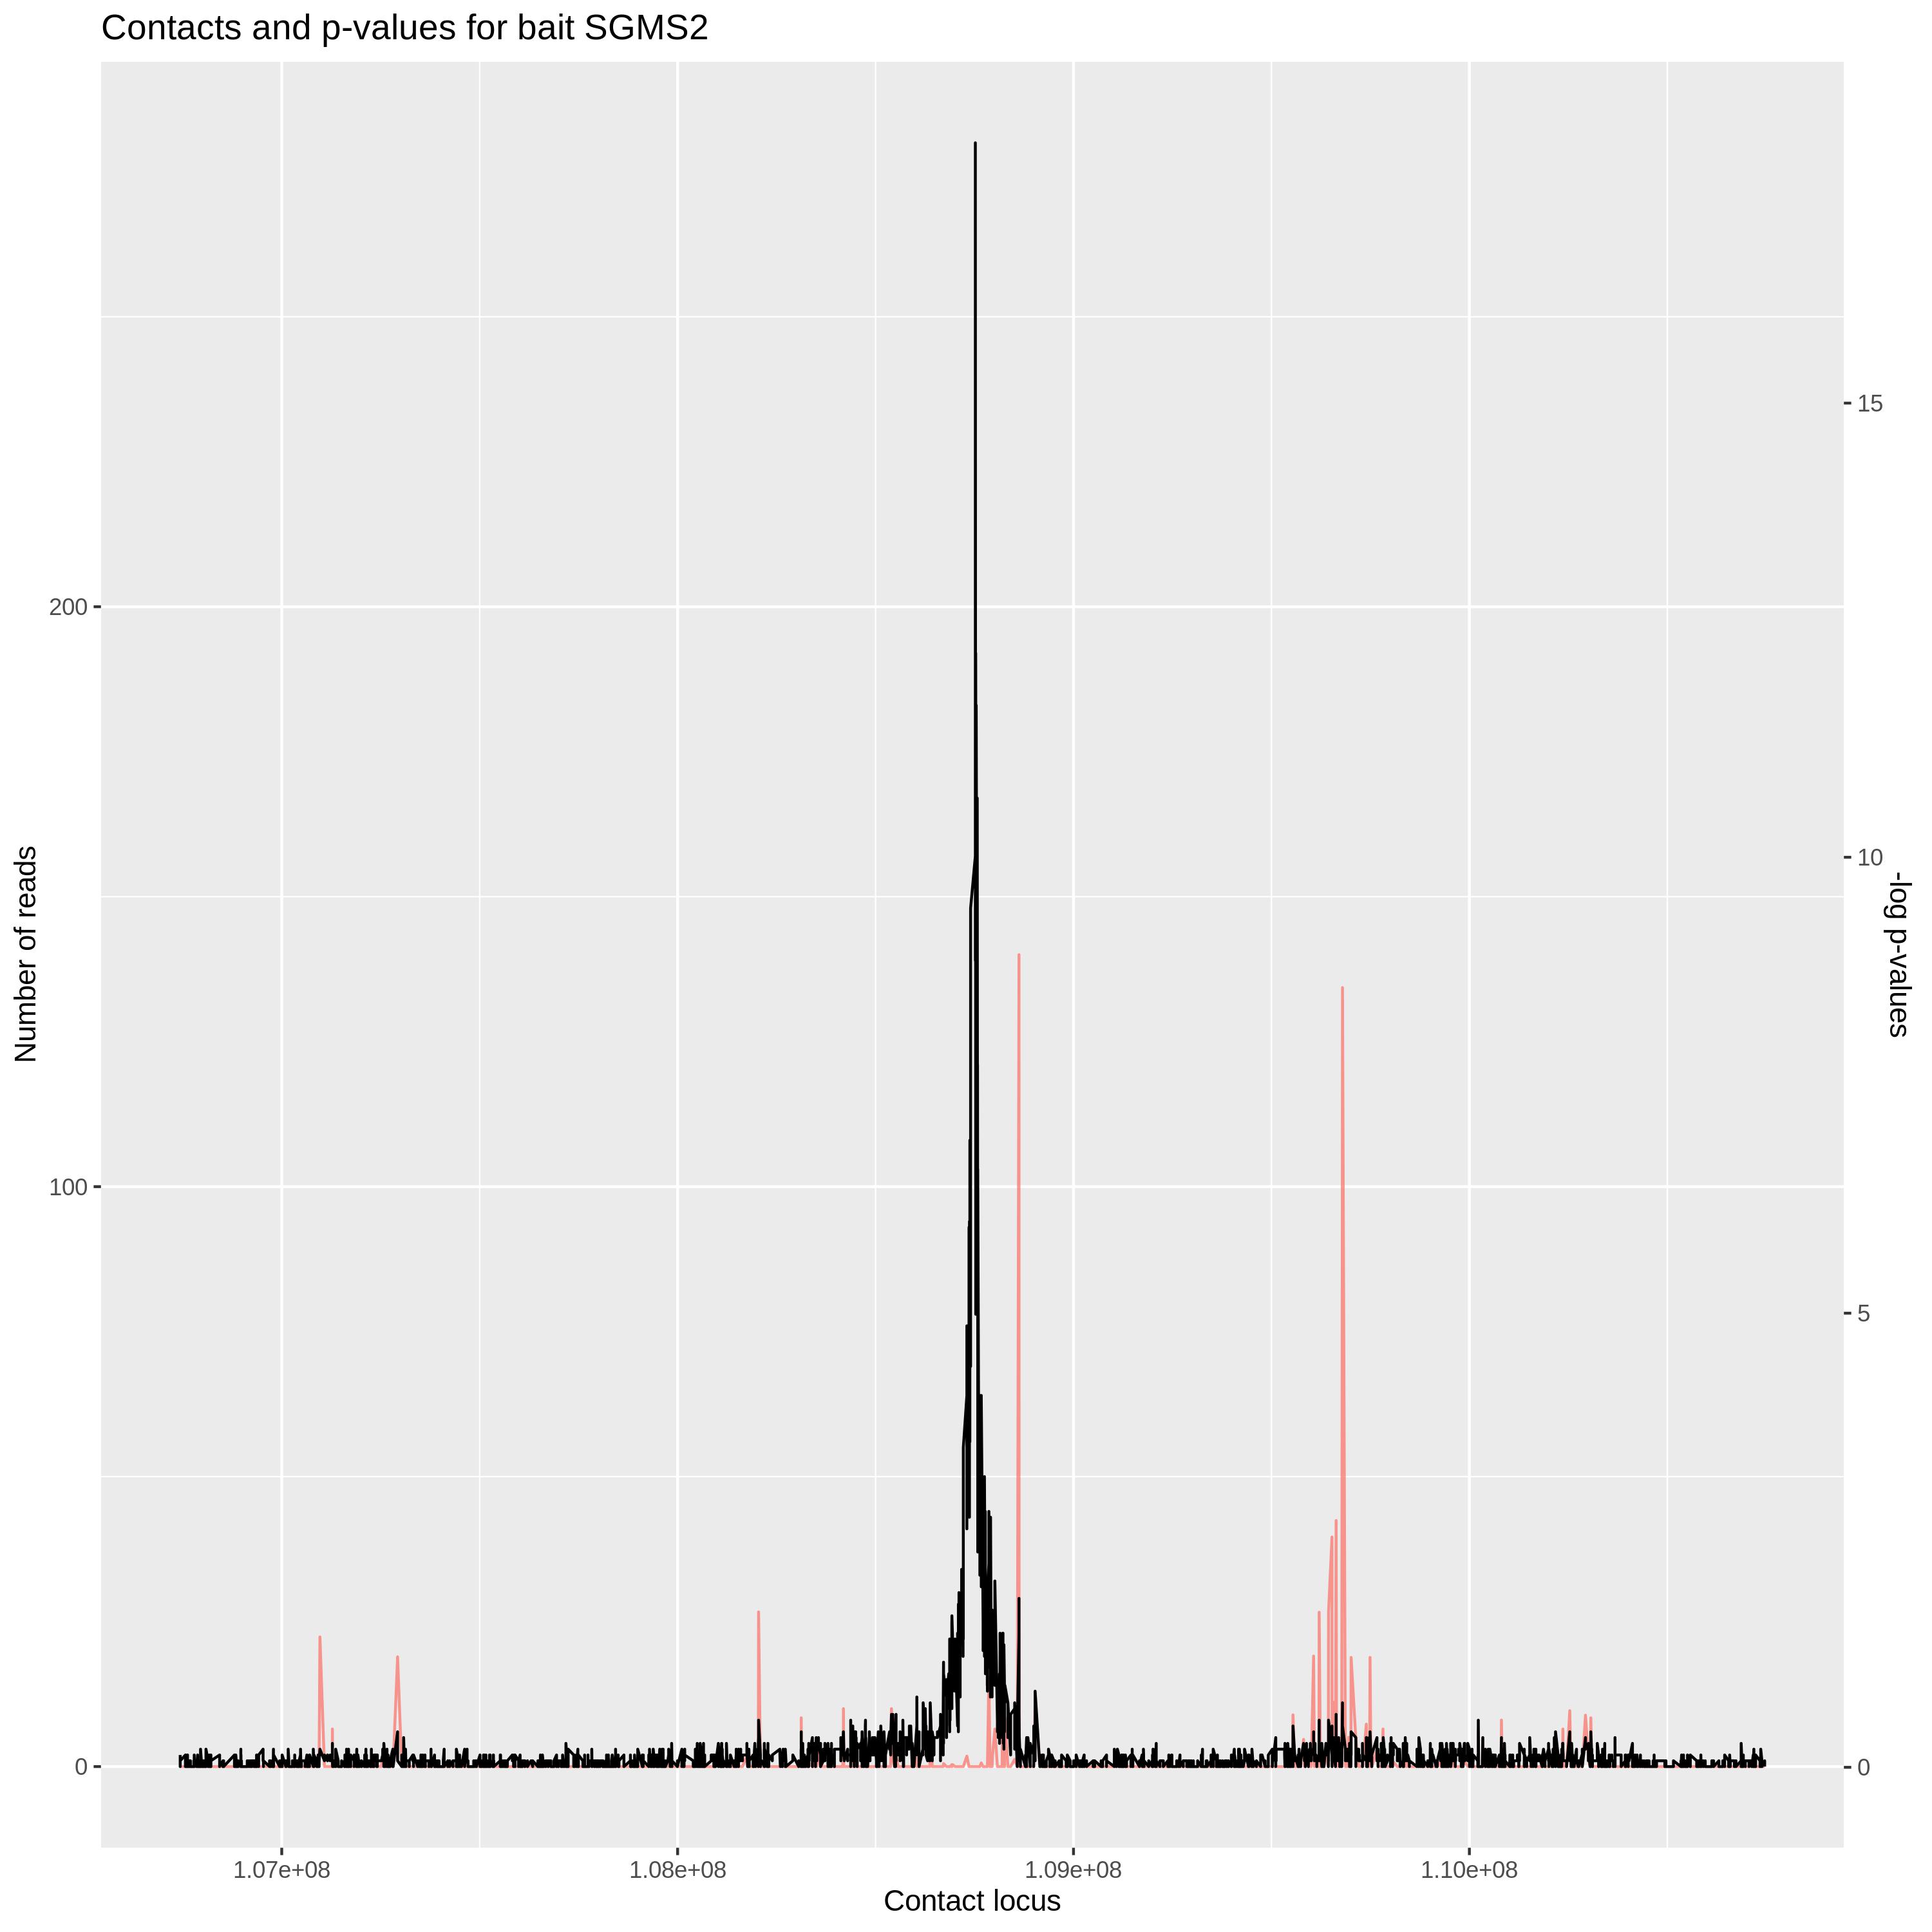 Contacts and p-values for bait SGMS2
Number of reads
200
100
0
15
10
5
0
-log p-values
1.07e+08
1.08e+08
1.09e+08
1.10e+08
Contact locus